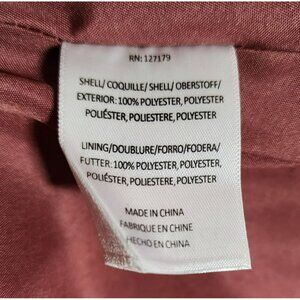 RN: 127179
SHELL/ COQUILLE/ SHELL/ OBERSTOFF/
EXTERIOR: 100% POLYESTER, POLYESTER
POLIÉSTER, POLIESTERE, POLYESTER
LINING/DOUBLURE/FORRO/FODERA/
FUTTER: 100% POLYESTER, POLYESTER,
POLIÉSTER, POLIESTERE, POLYESTER
MADE IN CHINA
FABRIQUE EN CHINE
HECHO EN CHINA